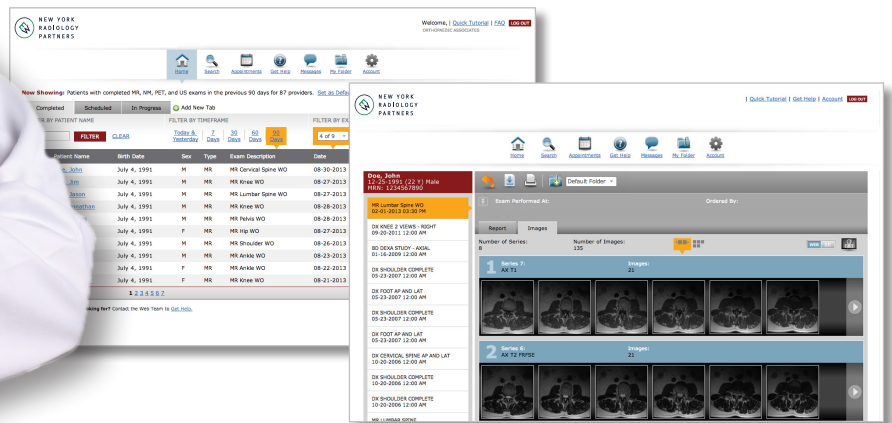 NEW YORK
RADIOLOGY
PARTNERS
Welcome, | Quick Tutorial | FAQ LOG OUT
ORTHOPAEDIC ASSOCIATES
Home Search Appointments Get Help Messages My Folder Account
Now Showing: Patients with completed MR, NM, PET, and US exams in the previous 90 days for 87 providers. Set as Defa
Completed Scheduled In Progress Add New Tab
BY PATIENT NAME FILTER BY TIMEFRAME FILTER BY EX
FILTER CLEAR Today & Yesterday 7 Days 30 Days 60 Days 90 Days 4 of 9
Patient Name Birth Date Sex Type Exam Description Date
John July 4, 1991 M MR MR Cervical Spine WO 08-30-2013
Jim July 4, 1991 M MR MR Knee WO 08-27-2013
Jason July 4, 1991 M MR MR Lumbar Spine WO 08-27-2013
nathan July 4, 1991 M MR MR Knee WO 08-28-2013
July 4, 1991 M MR MR Pelvis WO 08-28-2013
July 4, 1991 F MR MR Hip WO 08-27-2013
July 4, 1991 M MR MR Shoulder WO 08-26-2013
July 4, 1991 M MR MR Ankle WO 08-23-2013
July 4, 1991 F MR MR Ankle WO 08-22-2013
July 4, 1991 F MR MR Knee WO 08-21-2013
1 2 3 4 5 6 7
oking for? Contact the Web Team to Get Help.
NEW YORK
RADIOLOGY
PARTNERS
| Quick Tutorial | Get Help | Account LOG OUT
Home Search Appointments Get Help Messages My Folder Account
Doe, John
12-25-1991 (22 Y) Male
MRN: 1234567890
Default Folder
MR Lumbar Spine WO
02-01-2013 03:30 PM
Exam Performed At: Ordered By:
DX KNEE 2 VIEWS - RIGHT
09-20-2011 12:00 AM
BD DEXA STUDY - AXIAL
01-16-2009 12:00 AM
DX SHOULDER COMPLETE
05-23-2007 12:00 AM
DX FOOT AP AND LAT
05-23-2007 12:00 AM
DX SHOULDER COMPLETE
05-23-2007 12:00 AM
DX FOOT AP AND LAT
05-23-2007 12:00 AM
DX CERVICAL SPINE AP AND LAT
10-20-2006 12:00 AM
DX SHOULDER COMPLETE
10-20-2006 12:00 AM
DX SHOULDER COMPLETE
10-20-2006 12:00 AM
MR LUMBAR SPINE
Report Images
Number of Series: Number of Images:
8 135
WEB
1 Series 7: Images:
AX T1 21
2 Series 6: Images:
AX T2 FRFSE 21